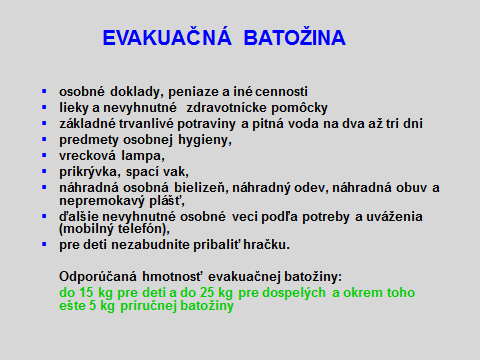 EVAKUAČNÁ BATOŽINA
osobné doklady, peniaze a iné cennosti
lieky a nevyhnutné zdravotnícke pomôcky
základné trvanlivé potraviny a pitná voda na dva až tri dni
predmety osobnej hygieny,
vrecková lampa,
prikrývka, spací vak,
náhradná osobná bielizeň, náhradný odev, náhradná obuv a
nepremokavý plášť,
ďalšie nevyhnutné osobné veci podľa potreby a uváženia
(mobilný telefón),
pre deti nezabudnite pribaliť hračku.
Odporúčaná hmotnosť evakuačnej batožiny:
do 15 kg pre deti a do 25 kg pre dospelých a okrem toho
ešte 5 kg príručnej batožiny